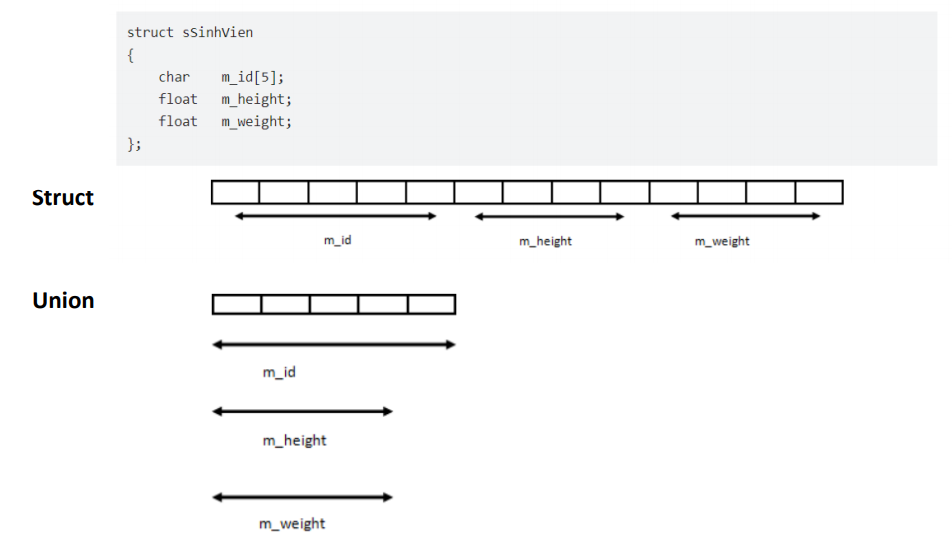 struct sSinhVien
{
char m_id[5];
float m_height;
float m_weight;
};
Struct
m_id m_height m_weight
Union
m_id
m_height
m_weight